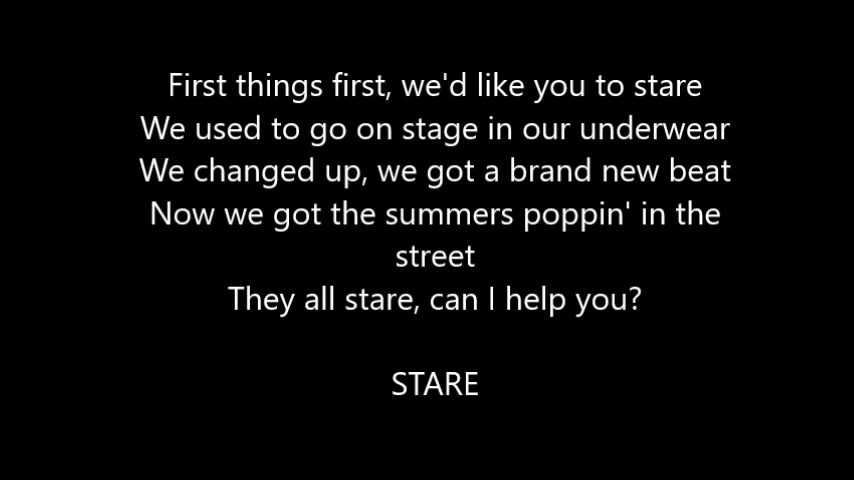 First things first, we'd like you to stare
We used to go on stage in our underwear
We changed up, we got a brand new beat
Now we got the summers poppin' in the
street
They all stare, can I help you?
STARE